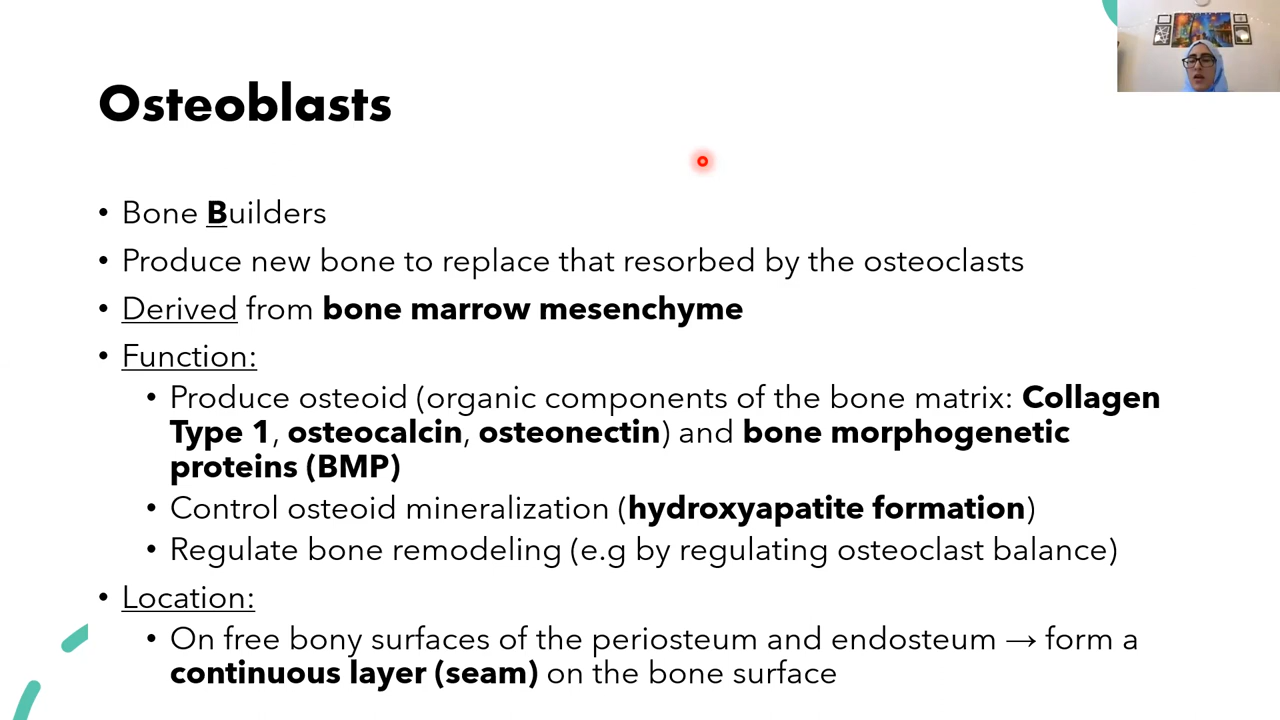 Osteoblasts
• Bone Builders
• Produce new bone to replace that resorbed by the osteoclasts
• Derived from bone marrow mesenchyme
• Function:
• Produce osteoid (organic components of the bone matrix: Collagen
Type 1, osteocalcin, osteonectin) and bone morphogenetic
proteins (BMP)
• Control osteoid mineralization (hydroxyapatite formation)
• Regulate bone remodeling (e.g by regulating osteoclast balance)
• Location:
• On free bony surfaces of the periosteum and endosteum → form a
continuous layer (seam) on the bone surface